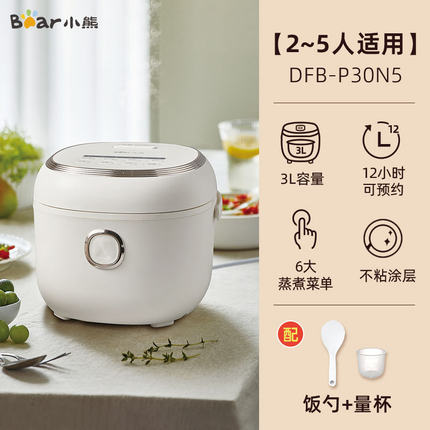 Bear小熊
【2~5人适用】
DFB-P30N5
3L
3L容量
12
12小时
可预约
6大
蒸煮菜单
不粘涂层
配
饭勺+量杯